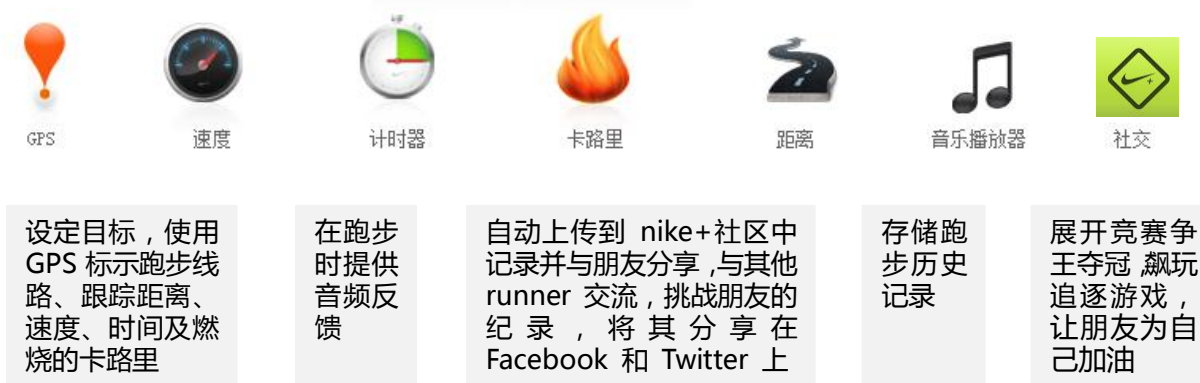 GPS
速度
计时器
卡路里
距离
音乐播放器
社交
设定目标，使用
GPS 标示跑步线
路、跟踪距离、
速度、时间及燃
烧的卡路里
在跑步
时提供
音频反
馈
自动上传到 nike+社区中
记录并与朋友分享,与其他
runner 交流，挑战朋友的
纪录，将其分享在
Facebook 和 Twitter 上
存储跑
步历史
记录
展开竞赛争
王夺冠,飙玩
追逐游戏，
让朋友为自
己加油